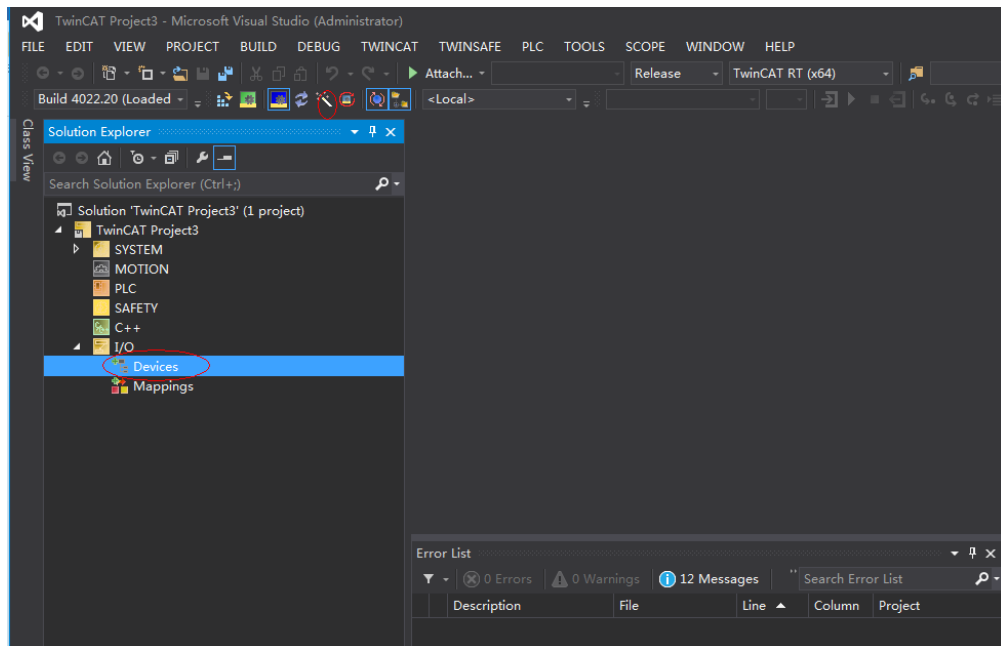 TwinCAT Project3 - Microsoft Visual Studio (Administrator)
FILE EDIT VIEW PROJECT BUILD DEBUG TWINCAT TWINSAFE PLC TOOLS SCOPE WINDOW HELP
Attach... Release TwinCAT RT (x64)
Build 4022.20 (Loaded <Local>
Class View
Solution Explorer
Search Solution Explorer (Ctrl+;)
Solution 'TwinCAT Project3' (1 project)
TwinCAT Project3
SYSTEM
MOTION
PLC
SAFETY
C++
I/O
Devices
Mappings
Error List
0 Errors 0 Warnings 12 Messages Search Error List
Description File Line Column Project